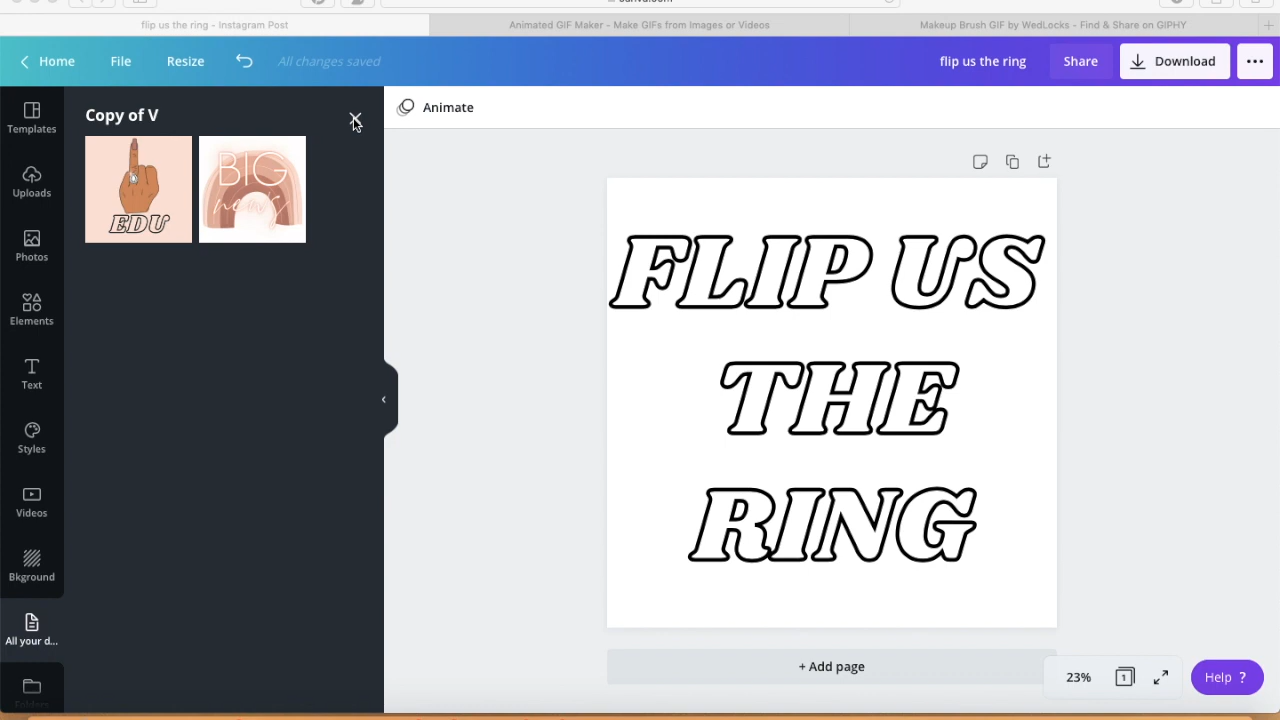 flip us the ring - Instagram Post
Animated GIF Maker - Make GIFs from Images or Videos
Makeup Brush GIF by WedLocks - Find & Share on GIPHY
Home
File
Resize
All changes saved
flip us the ring
Share
Download
Templates
Uploads
Photos
Elements
Text
Styles
Videos
Bkground
All your d...
Folders
Copy of V
EDU
BIG
news
Animate
FLIP US
THE
RING
+ Add page
23%
1
Help ?